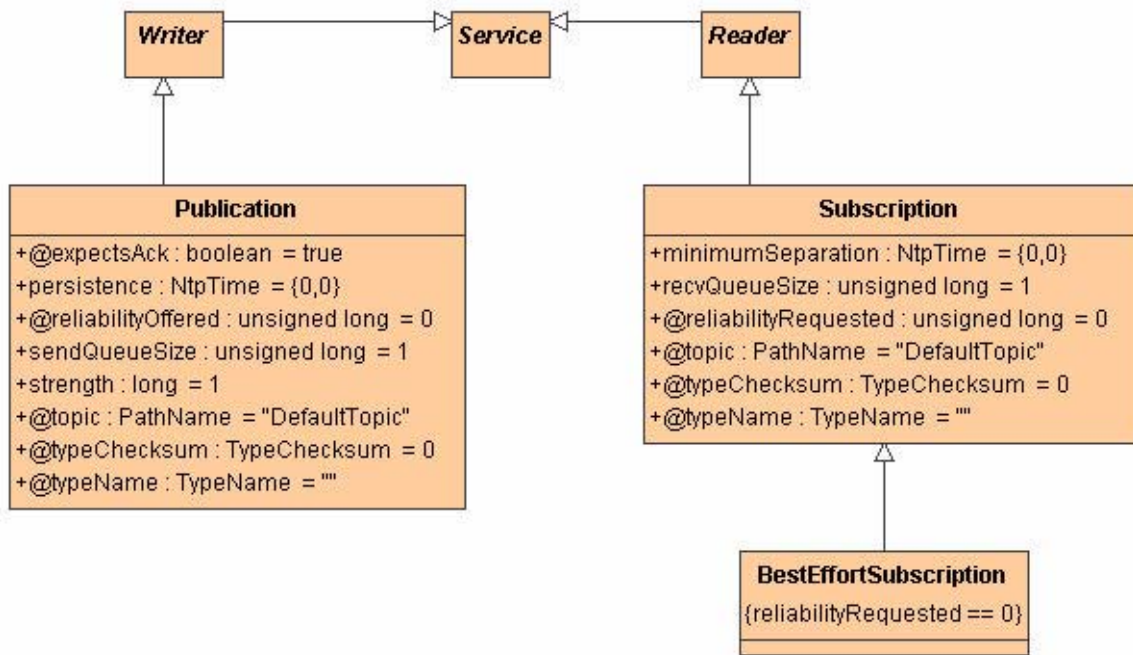 Writer
Service
Reader
Publication
+@expectsAck : boolean = true
+persistence : NtpTime = {0,0}
+@reliabilityOffered : unsigned long = 0
+sendQueueSize : unsigned long = 1
+strength : long = 1
+@topic : PathName = "DefaultTopic"
+@typeChecksum : TypeChecksum = 0
+@typeName : TypeName = ""
Subscription
+minimumSeparation : NtpTime = {0,0}
+recvQueueSize : unsigned long = 1
+@reliabilityRequested : unsigned long = 0
+@topic : PathName = "DefaultTopic"
+@typeChecksum : TypeChecksum = 0
+@typeName : TypeName = ""
BestEffortSubscription
{reliabilityRequested == 0}